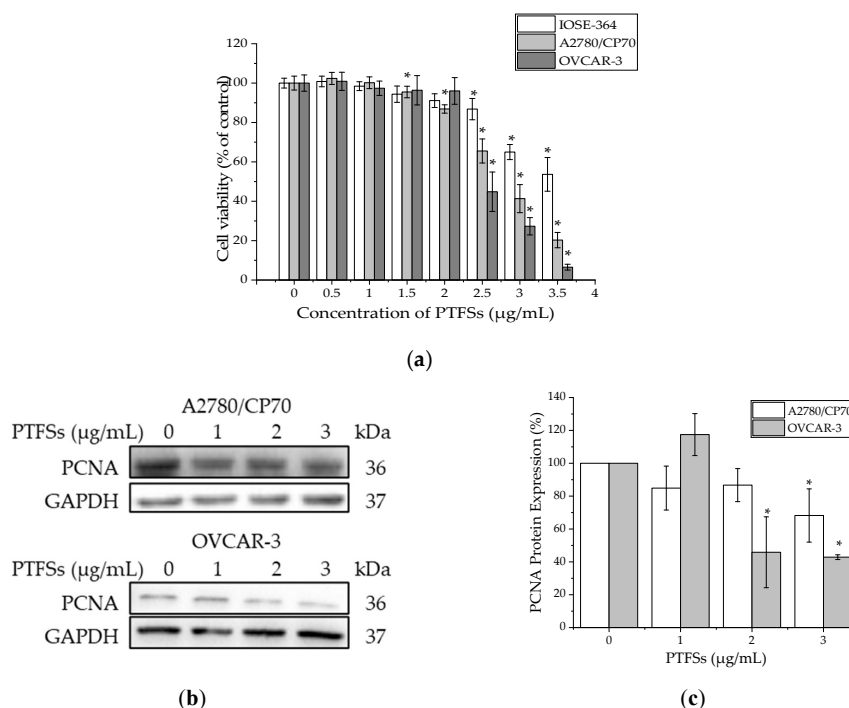 IOSE-364
A2780/CP70
OVCAR-3
120
100
80
60
40
20
0
Cell viability (% of control)
* * * * * * * * * * *
0 0.5 1 1.5 2 2.5 3 3.5 4
Concentration of PTFSs (µg/mL)
(a)
A2780/CP70
PTFSs (µg/mL) 0 1 2 3 kDa
PCNA 36
GAPDH 37
OVCAR-3
PTFSs (µg/mL) 0 1 2 3 kDa
PCNA 36
GAPDH 37
(b)
A2780/CP70
OVCAR-3
140
120
100
80
60
40
20
0
PCNA Protein Expression (%)
* * *
0 1 2 3
PTFSs (µg/mL)
(c)